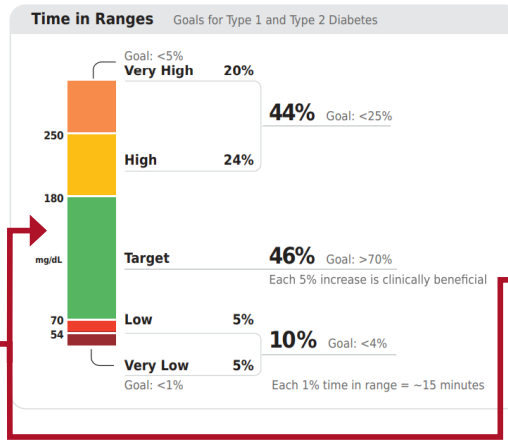 Time in Ranges Goals for Type 1 and Type 2 Diabetes
Goal: <5%
Very High 20%
44% Goal: <25%
250
High 24%
180
mg/dL
Target 46% Goal: >70%
Each 5% increase is clinically beneficial
70
Low 5%
54
10% Goal: <4%
Very Low 5%
Goal: <1%
Each 1% time in range = ~15 minutes